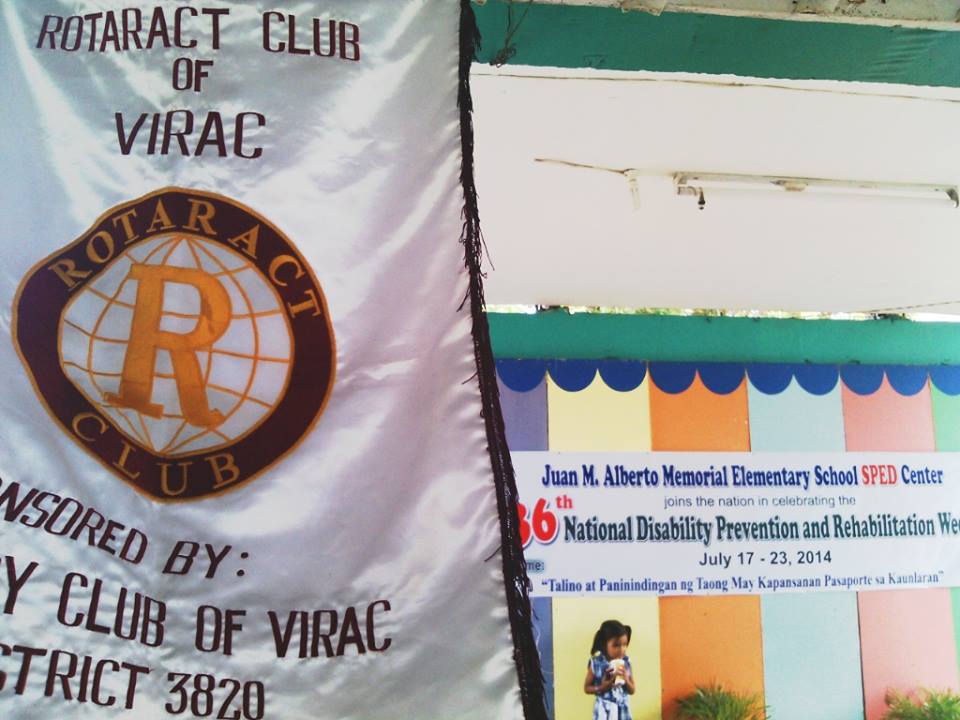 ROTARACT CLUB
OF
VIRAC
ROTARACT
R
CLUB
NSORED BY:
Y CLUB OF VIRAC
STRICT 3820
Juan M. Alberto Memorial Elementary School SPED Center
joins the nation in celebrating the
36th National Disability Prevention and Rehabilitation Wee
July 17 - 23, 2014
me:
"Talino at Paninindingan ng Taong May Kapansanan Pasaporte sa Kaunlaran"